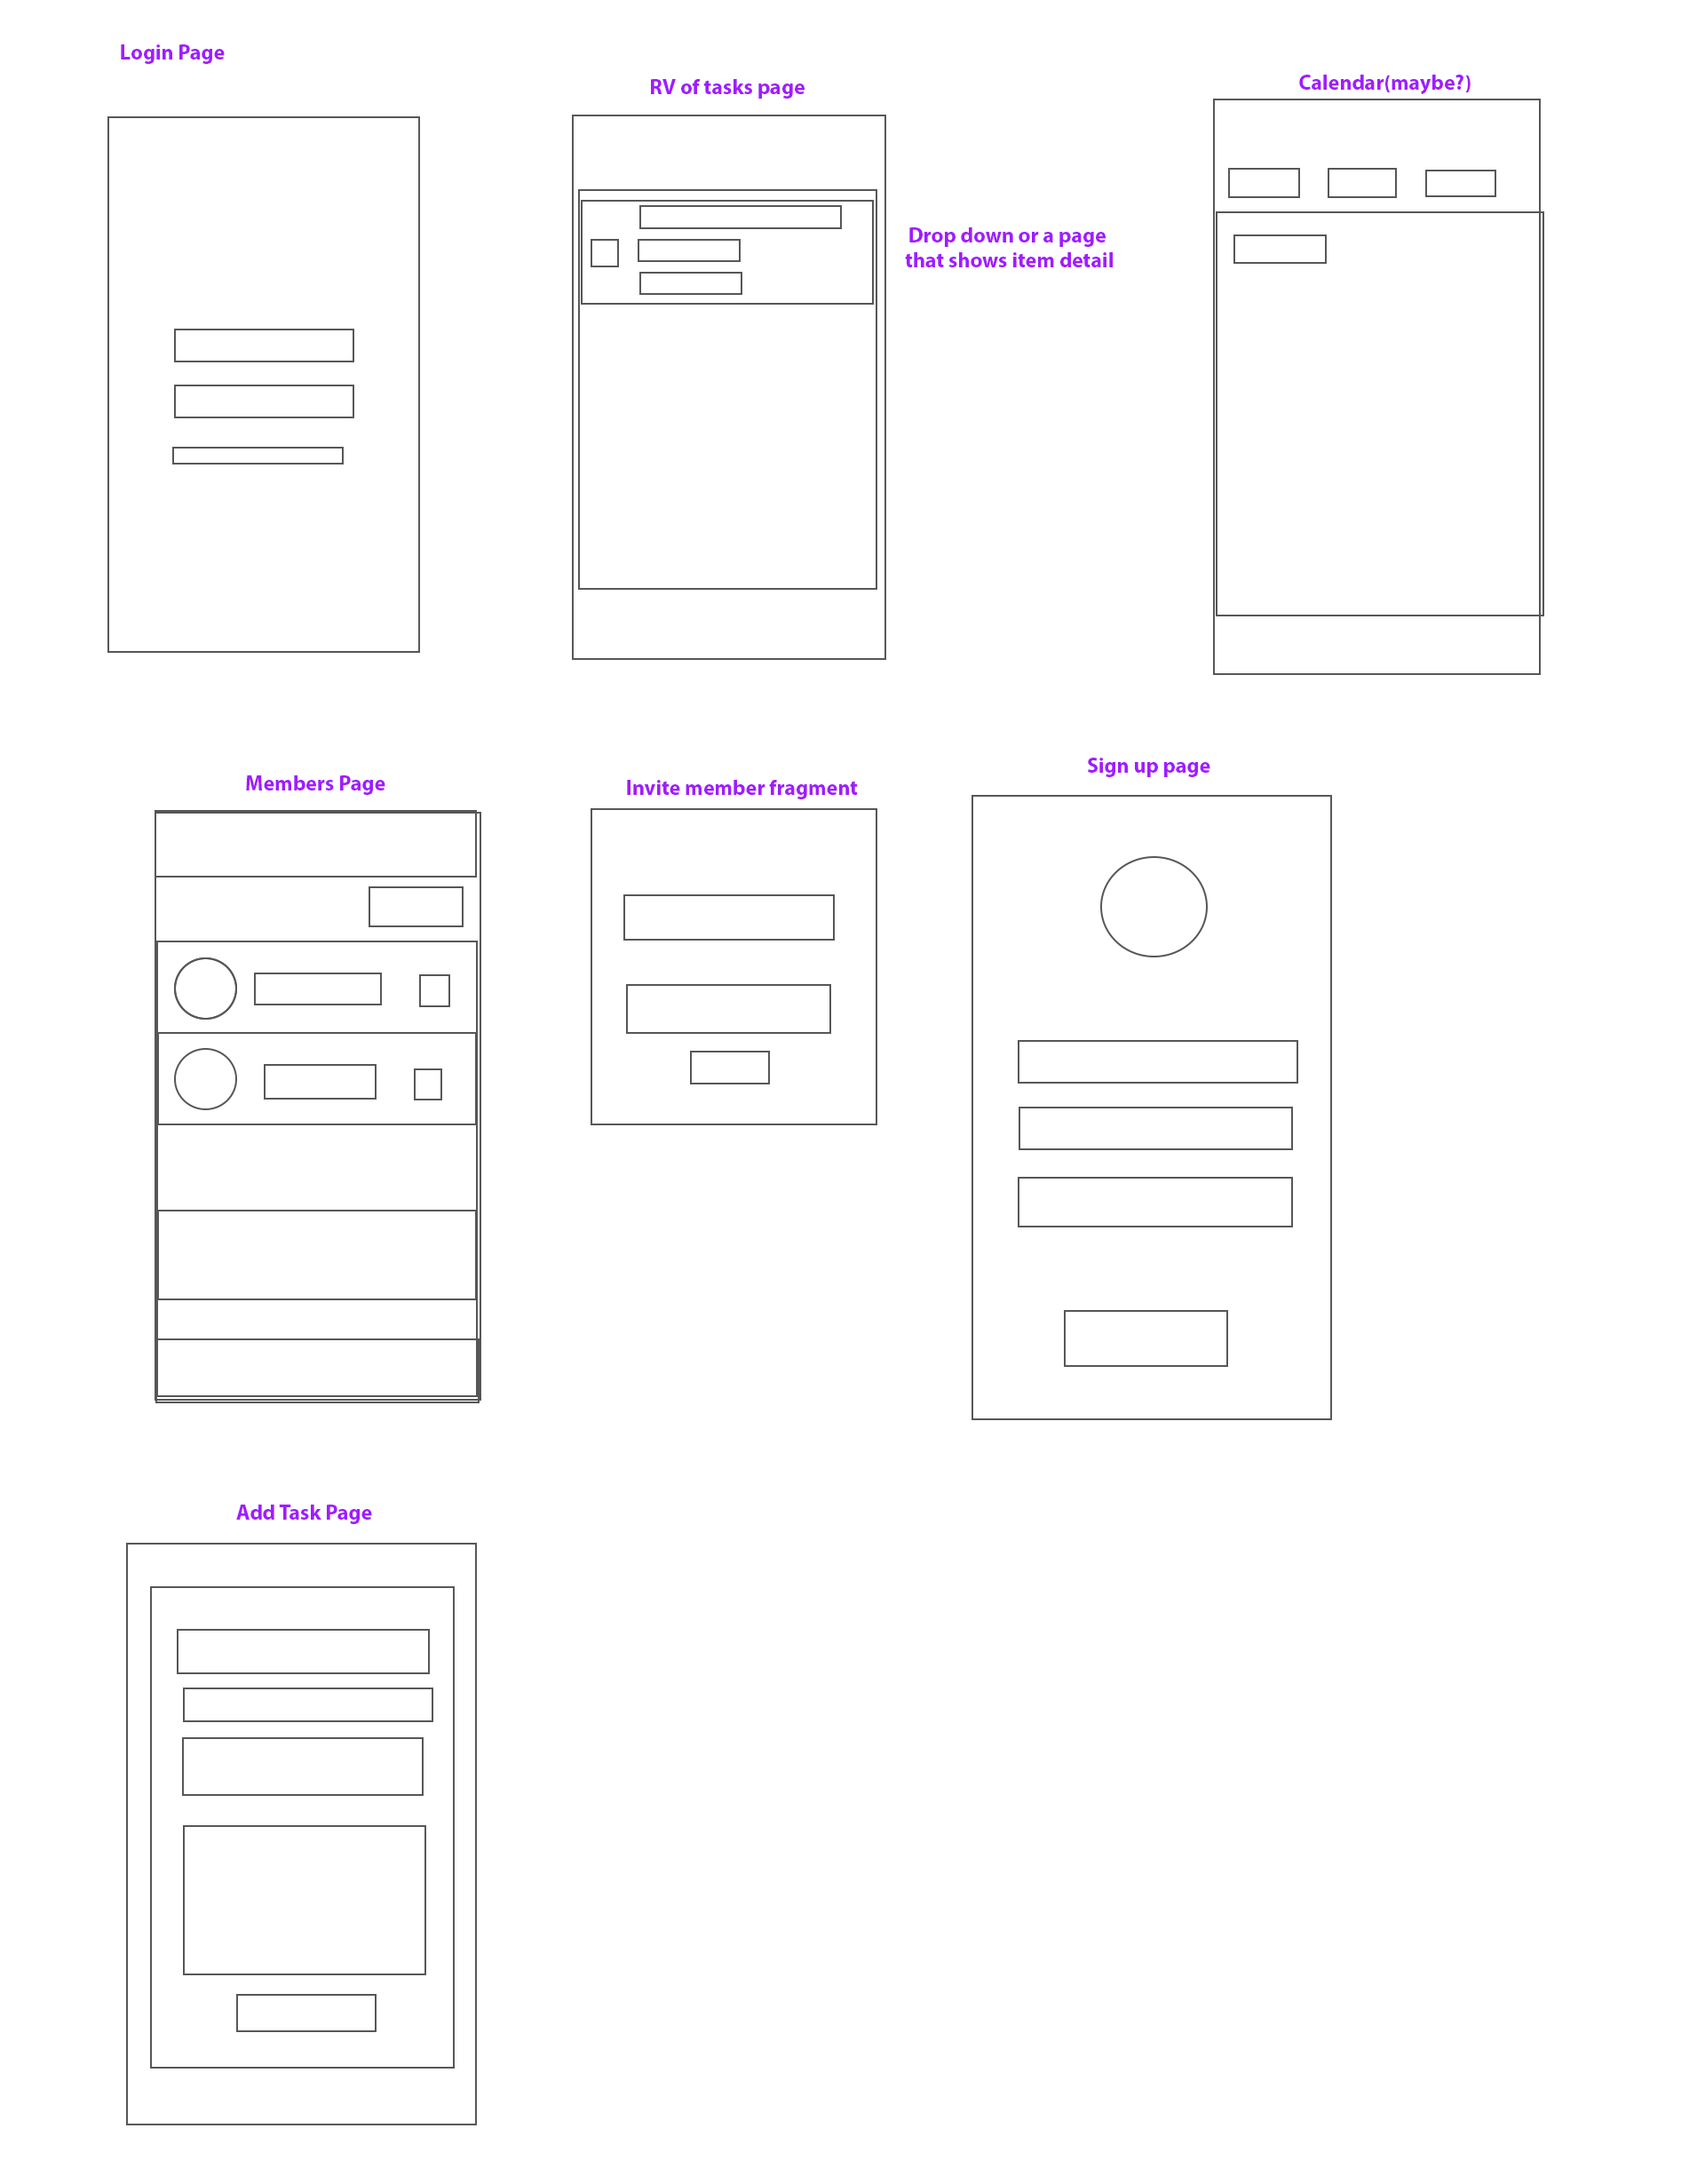 Login Page
RV of tasks page
Calendar(maybe?)
Drop down or a page
that shows item detail
Members Page
Invite member fragment
Sign up page
Add Task Page